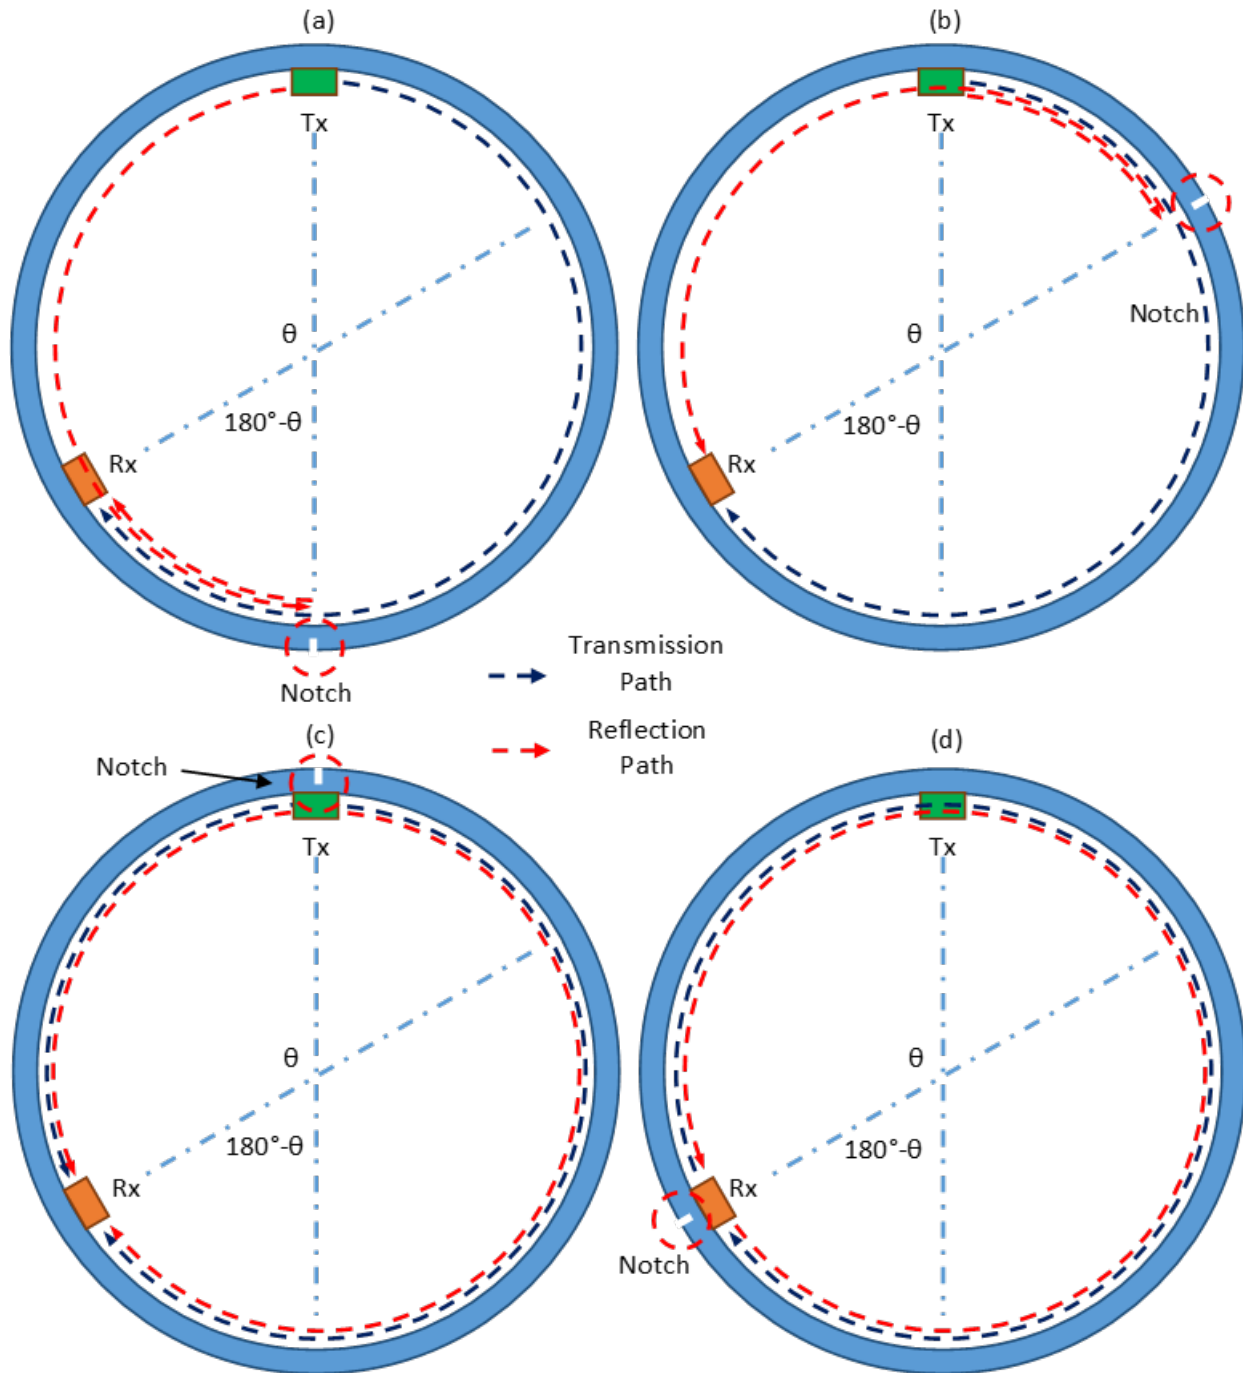 (a)
(b)
Tx
Tx
Notch
θ
θ
180°-θ
180°-θ
Rx
Rx
Transmission
Path
Notch
Reflection
Path
(c)
(d)
Notch
Tx
Tx
θ
θ
180°-θ
180°-θ
Rx
Rx
Notch